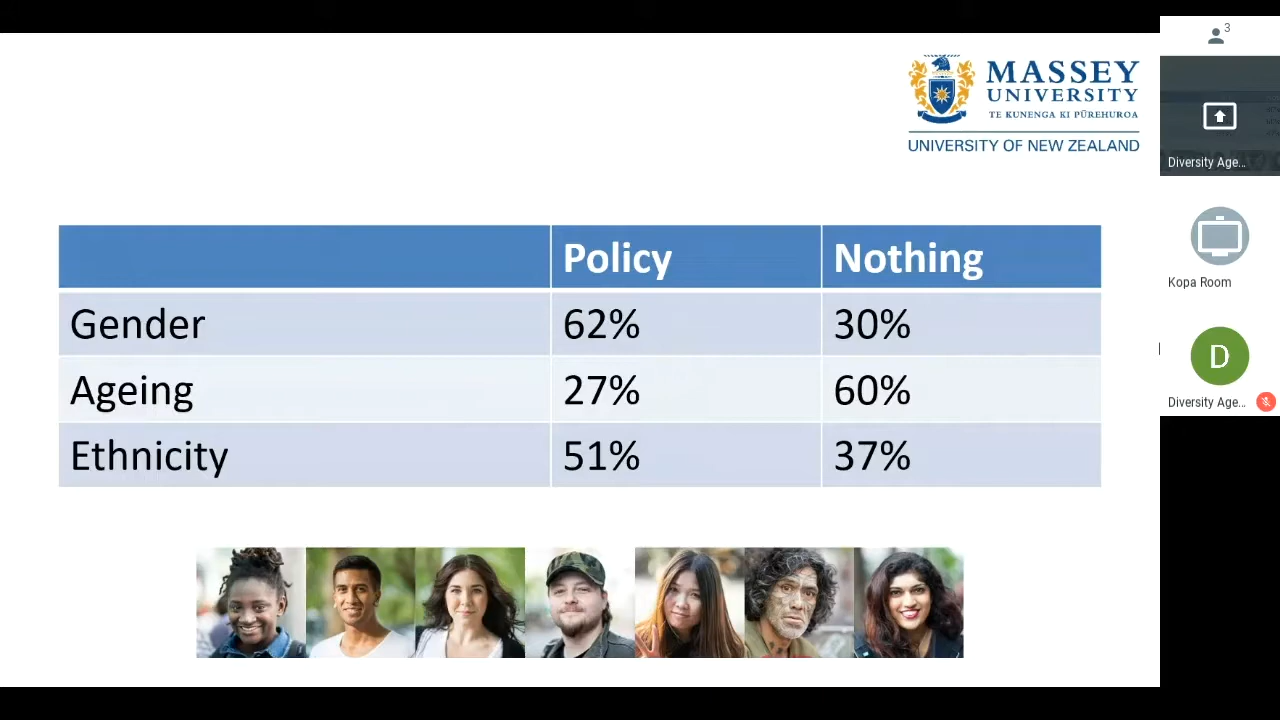 MASSEY
UNIVERSITY
TE KUNENGA KI PŪREHUROA
UNIVERSITY OF NEW ZEALAND
Policy Nothing
Gender 62% 30%
Ageing 27% 60%
Ethnicity 51% 37%
3
Diversity Age...
Kopa Room
D
Diversity Age...